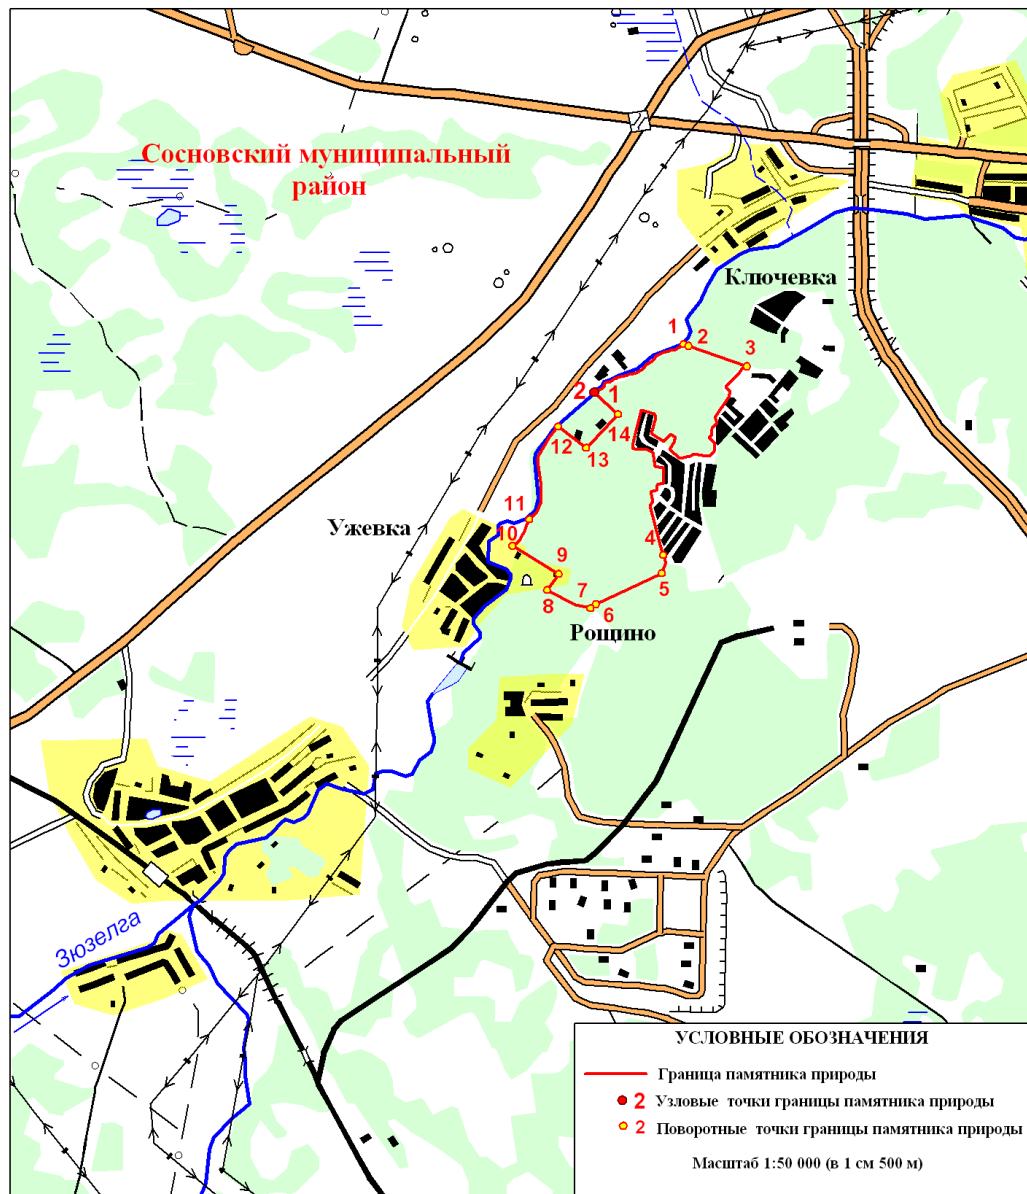 Сосновский муниципальный
район
Ключевка
1
2
3
2
1
14
12
13
11
Ужевка
10
4
9
5
7
8
6
Рощино
Зюзелга
УСЛОВНЫЕ ОБОЗНАЧЕНИЯ
Граница памятника природы
2 Узловые точки границы памятника природы
2 Поворотные точки границы памятника природы
Масштаб 1:50 000 (в 1 см 500 м)